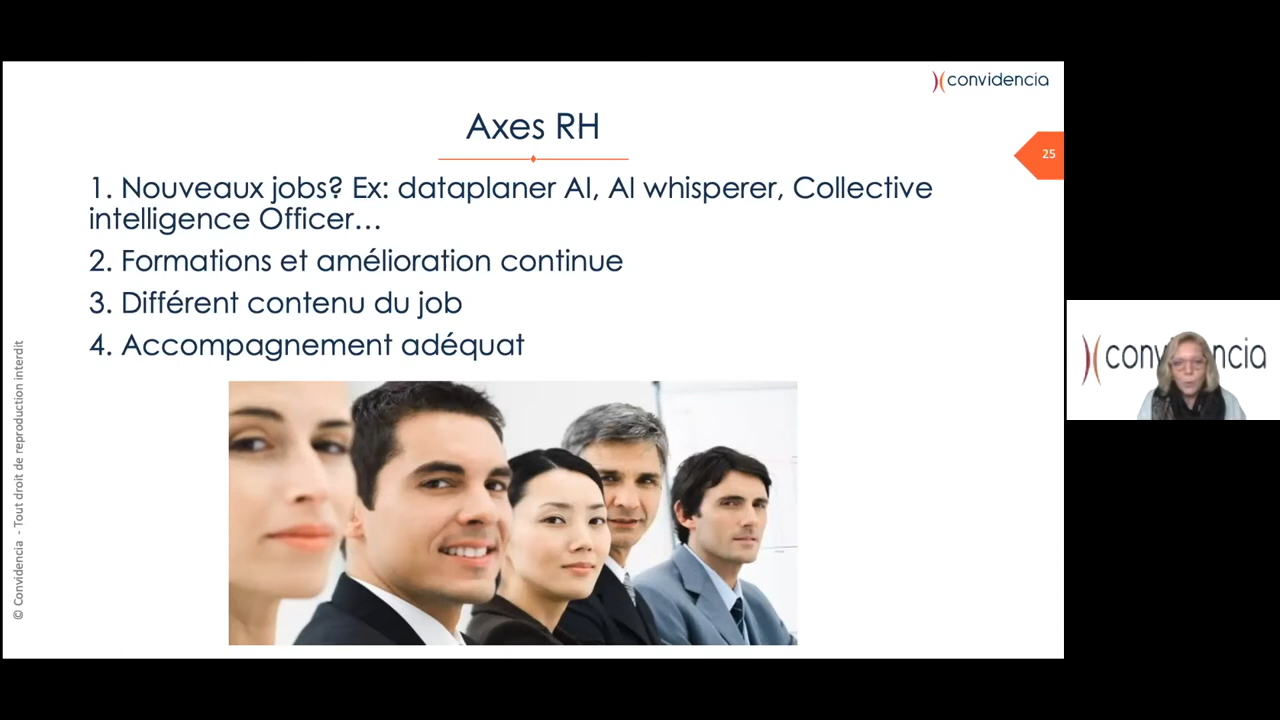 convidencia
Axes RH
25
1. Nouveaux jobs? Ex: dataplaner AI, AI whisperer, Collective
intelligence Officer…
2. Formations et amélioration continue
3. Différent contenu du job
4. Accompagnement adéquat
© Convidencia - Tout droit de reproduction interdit